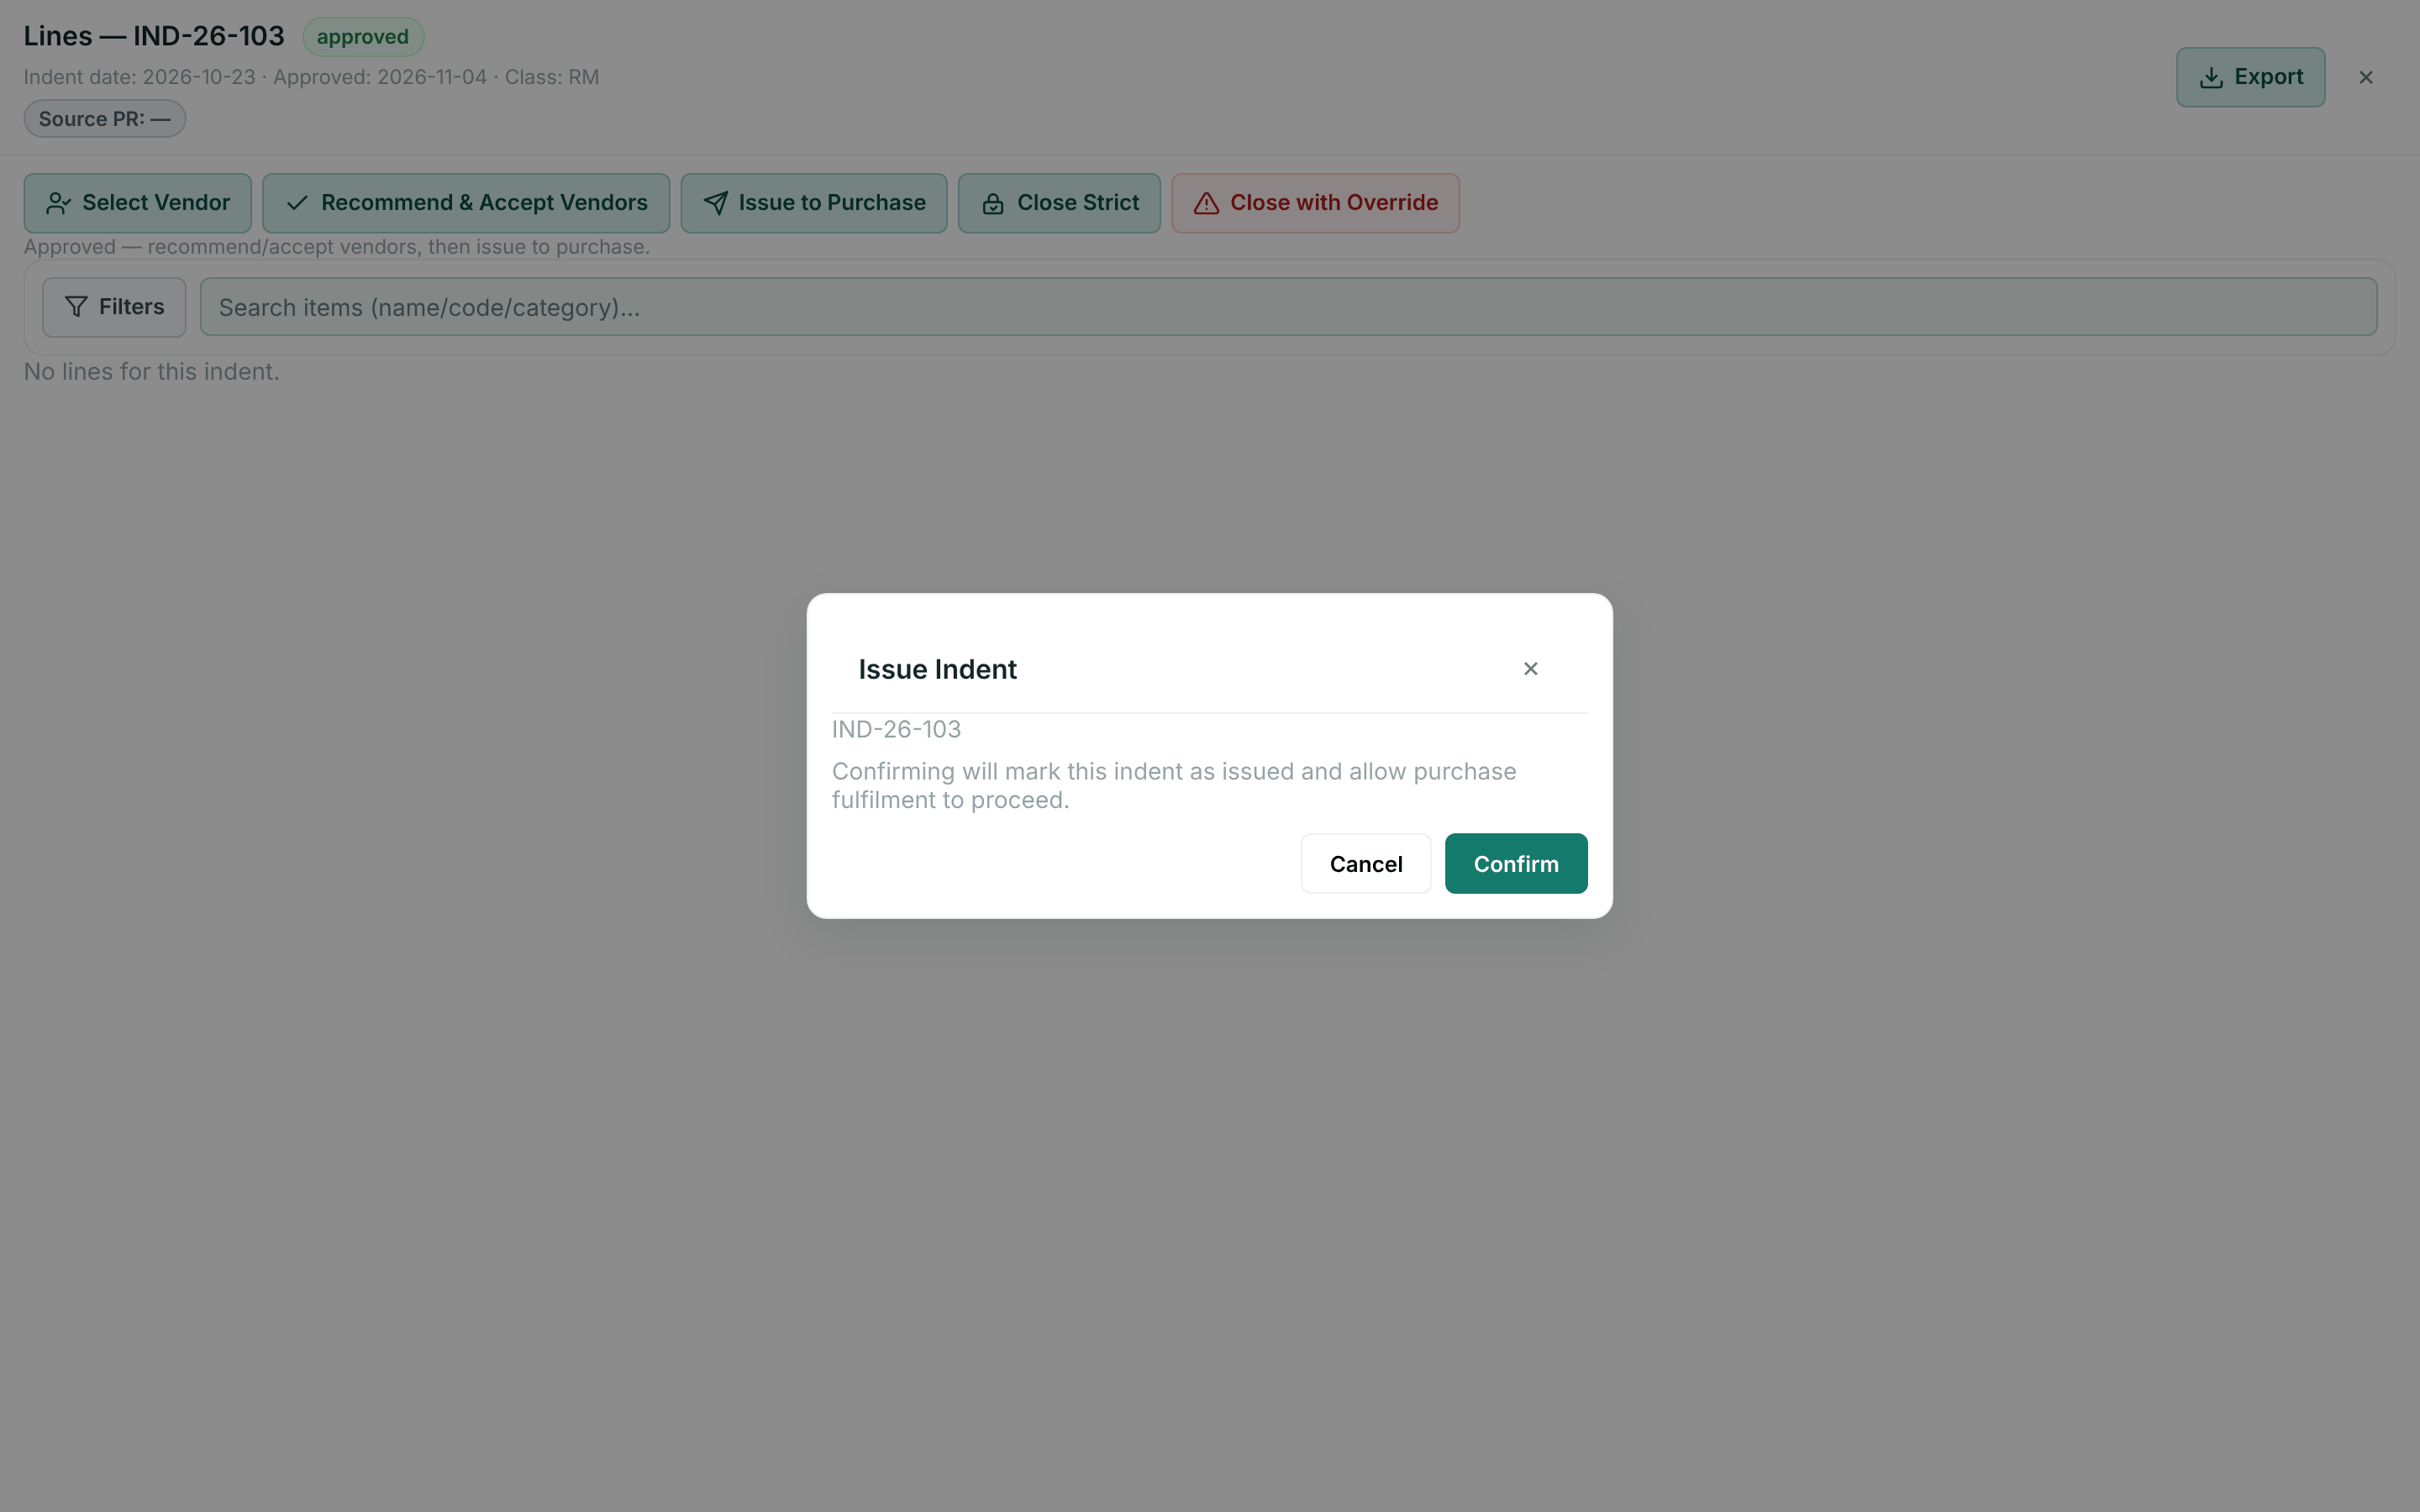 Lines — IND-26-103 approved
Indent date: 2026-10-23 · Approved: 2026-11-04 · Class: RM
Source PR: —
Export ×
Select Vendor Recommend & Accept Vendors Issue to Purchase Close Strict Close with Override
Approved — recommend/accept vendors, then issue to purchase.
Filters Search items (name/code/category)...
No lines for this indent.
Issue Indent ×
IND-26-103
Confirming will mark this indent as issued and allow purchase
fulfilment to proceed.
Cancel Confirm